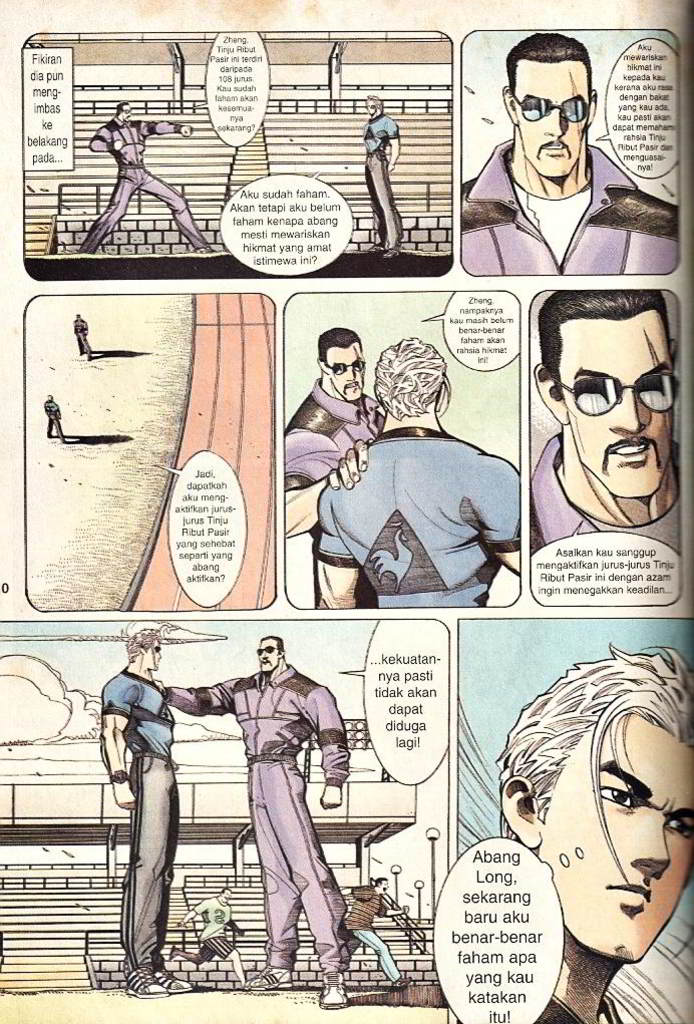 Fikiran
dia pun
meng-
imbas
ke
belakang
pada...
Zheng,
Tinju Ribut
Pasir ini terdiri
daripada
108 jurus.
Kau sudah
faham akan
kesemua-
nya
sekarang?
Aku sudah faham.
Akan tetapi aku belum
faham kenapa abang
mesti mewariskan
hikmat yang amat
istimewa ini?
Aku
mewariskan
hikmat ini
kepada kau
kerana aku rasa
dengan bakat
yang kau ada,
kau pasti akan
dapat memahami
rahsia Tinju
Ribut Pasir dan
menguasai-
nya!
Jadi,
dapatkah
aku meng-
aktifkan jurus-
jurus Tinju
Ribut Pasir
yang sehebat
seperti yang
abang
aktifkan?
Zheng,
nampaknya
kau masih belum
benar-benar
faham akan
rahsia hikmat
ini!
Asalkan kau sanggup
mengaktifkan jurus-jurus Tinju
Ribut Pasir ini dengan azam
ingin menegakkan keadilan...
0
...kekuatan-
nya pasti
tidak akan
dapat
diduga
lagi!
2
Abang
Long,
sekarang
baru aku
benar-benar
faham apa
yang kau
katakan
itu!